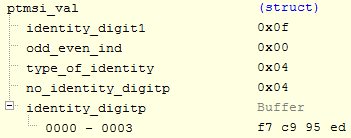 ptmsi_val (struct)
identity_digit1 0x0f
odd_even_ind 0x00
type_of_identity 0x04
no_identity_digitp 0x04
identity_digitp Buffer
0000 - 0003 f7 c9 95 ed